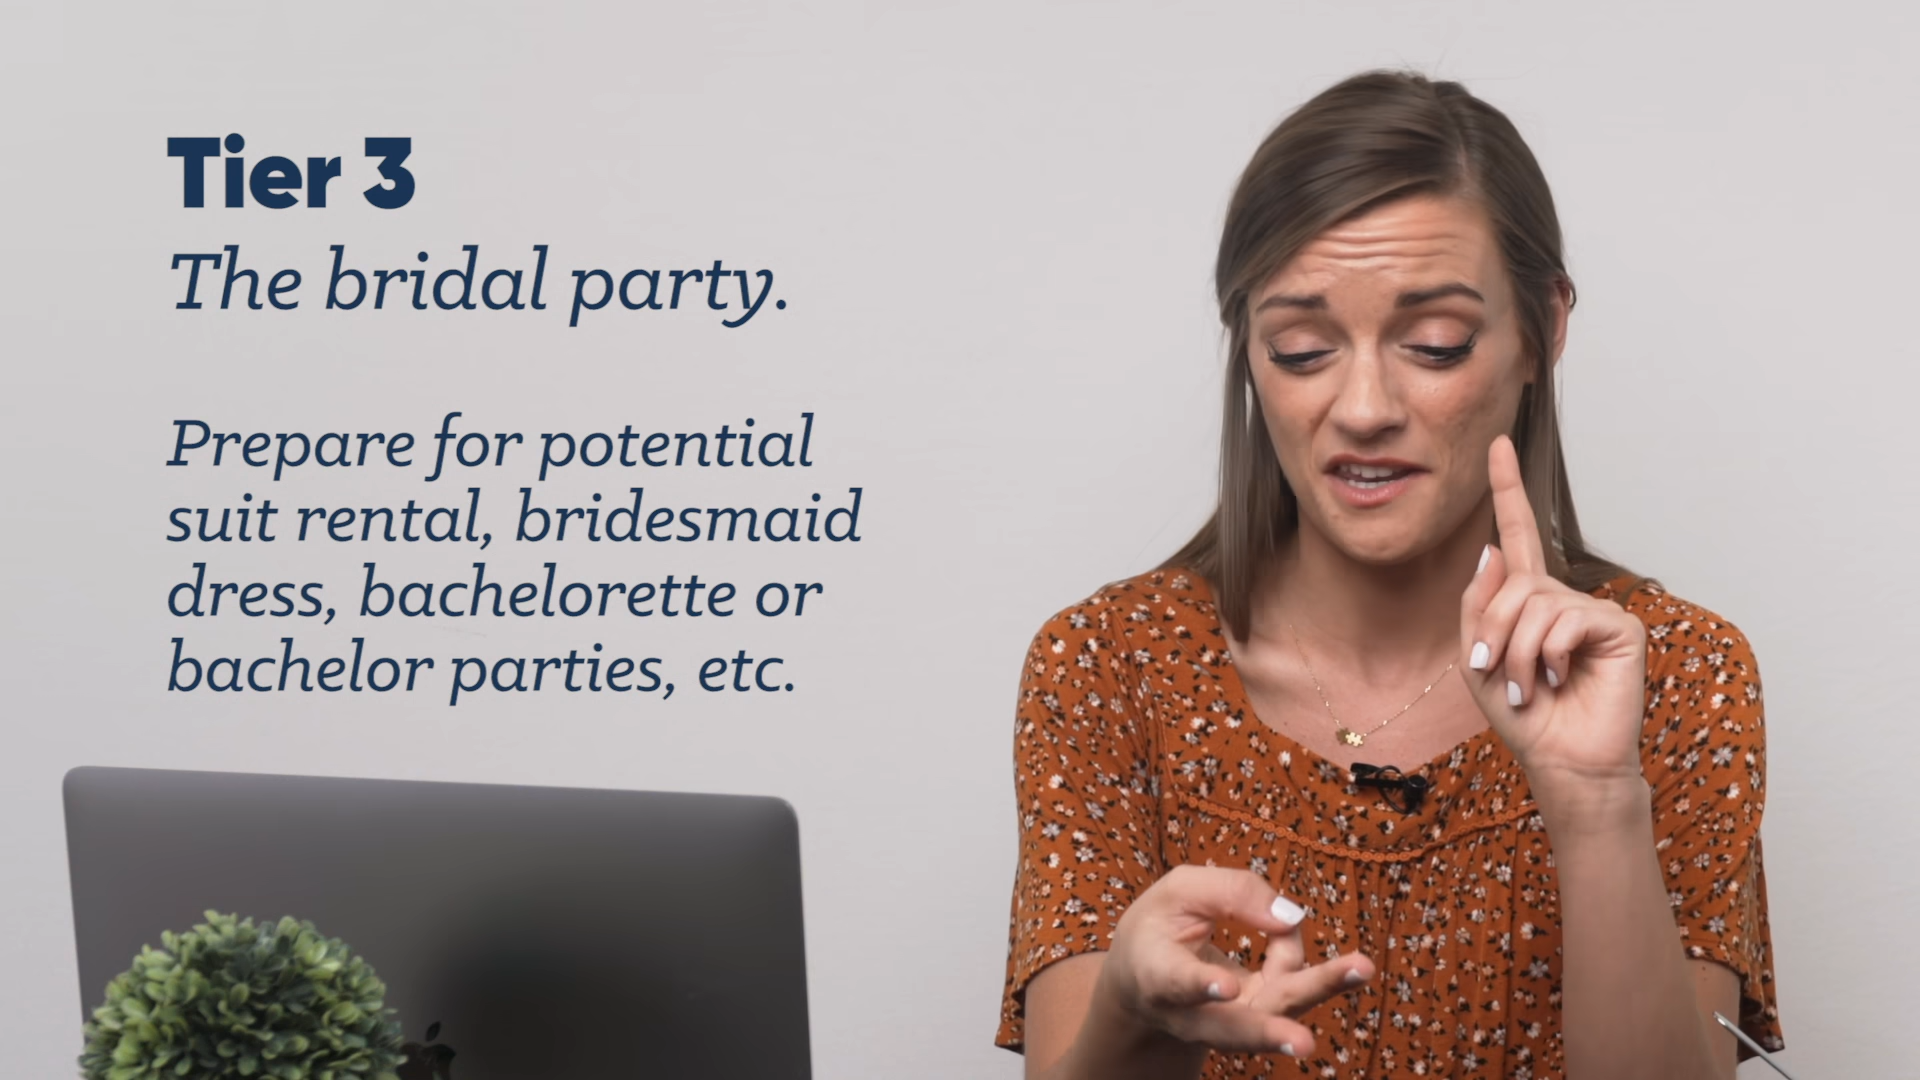 Tier 3
The bridal party.
Prepare for potential
suit rental, bridesmaid
dress, bachelorette or
bachelor parties, etc.